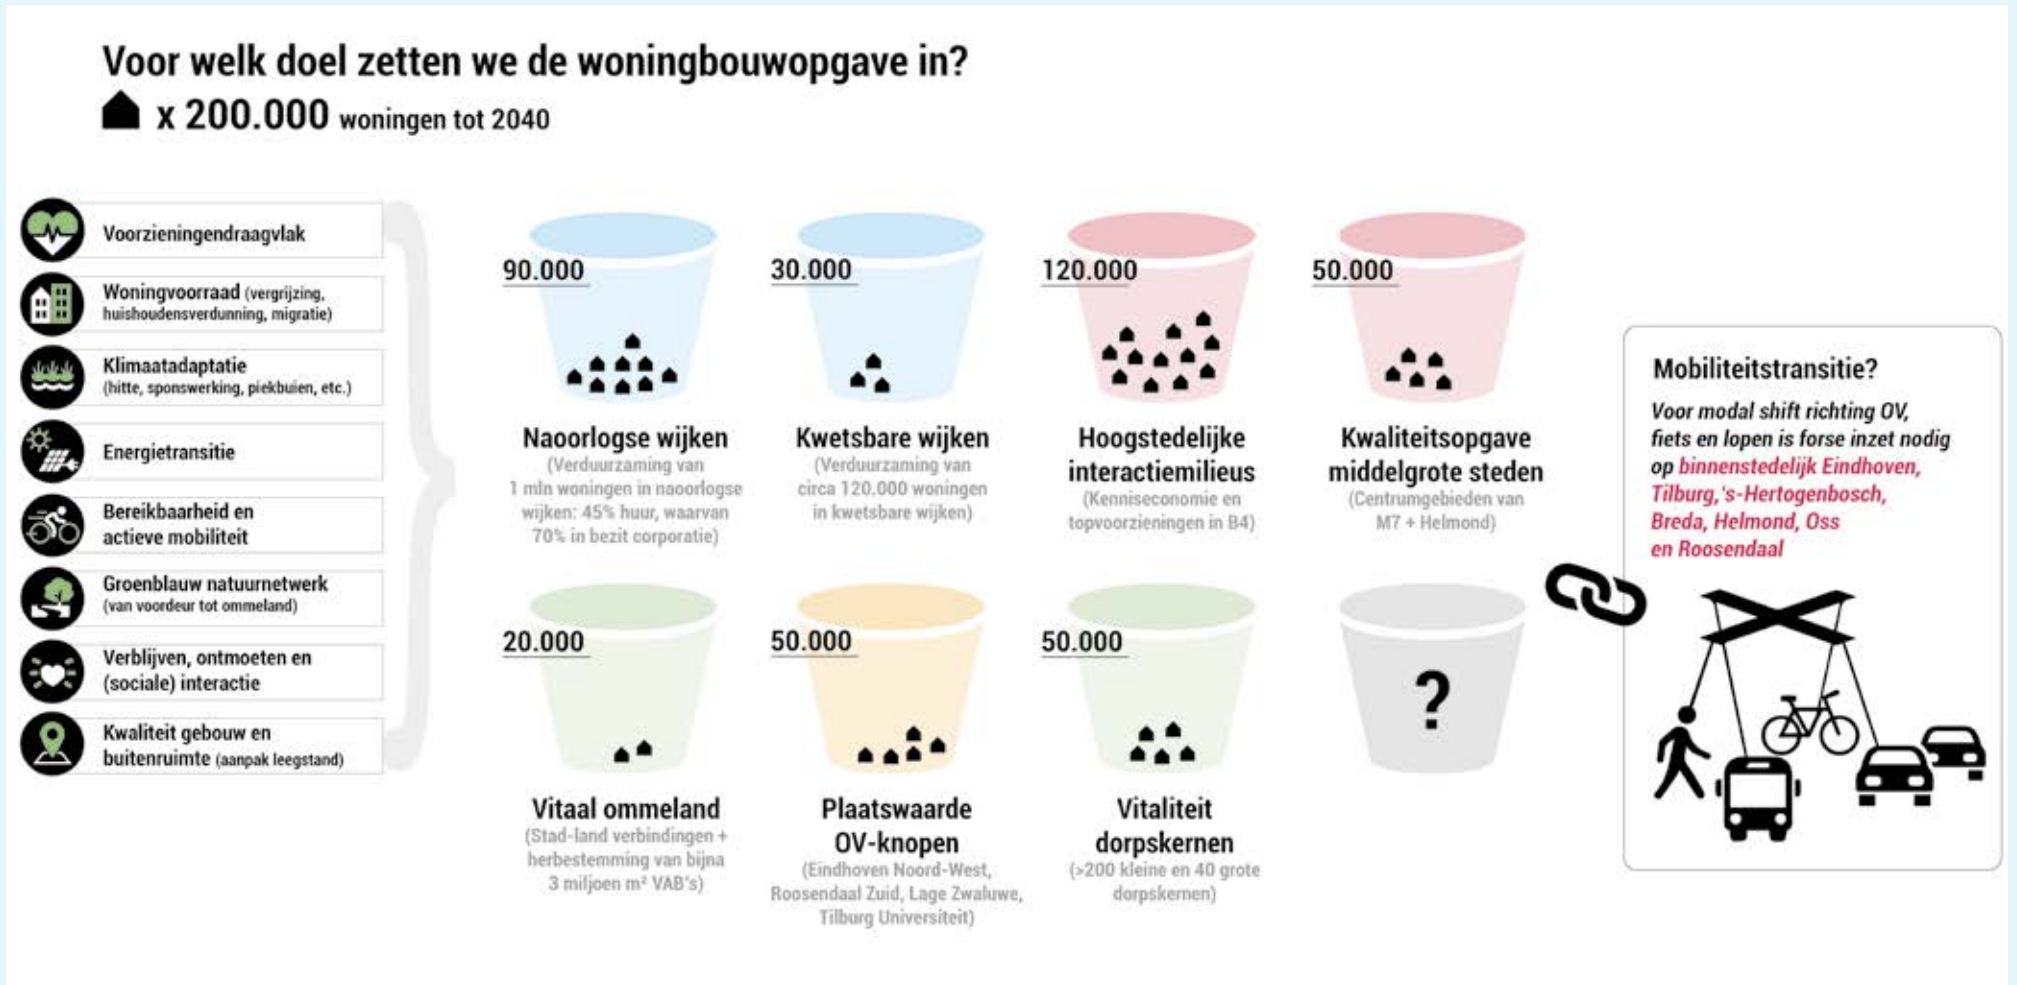 Voor welk doel zetten we de woningbouwopgave in?
x 200.000 woningen tot 2040
Voorzieningendraagvlak
Woningvoorraad (vergrijzing,
huishoudensverdunning, migratie)
Klimaatadaptatie
(hitte, sponswerking, piekbuien, etc.)
Energietransitie
Bereikbaarheid en
actieve mobiliteit
Groenblauw natuurnetwerk
(van voordeur tot ommeland)
Verblijven, ontmoeten en
(sociale) interactie
Kwaliteit gebouw en
buitenruimte (aanpak leegstand)
90.000
Naoorlogse wijken
(Verduurzaming van
1 mln woningen in naoorlogse
wijken: 45% huur, waarvan
70% in bezit corporatie)
30.000
Kwetsbare wijken
(Verduurzaming van
circa 120.000 woningen
in kwetsbare wijken)
120.000
Hoogstedelijke
interactiemilieus
(Kenniseconomie en
topvoorzieningen in B4)
50.000
Kwaliteitsopgave
middelgrote steden
(Centrumgebieden van
M7 + Helmond)
20.000
Vitaal ommeland
(Stad-land verbindingen +
herbestemming van bijna
3 miljoen m² VAB's)
50.000
Plaatswaarde
OV-knopen
(Eindhoven Noord-West,
Roosendaal Zuid, Lage Zwaluwe,
Tilburg Universiteit)
50.000
Vitaliteit
dorpskernen
(>200 kleine en 40 grote
dorpskernen)
?
Mobiliteitstransitie?
Voor modal shift richting OV,
fiets en lopen is forse inzet nodig
op binnenstedelijk Eindhoven,
Tilburg,'s-Hertogenbosch,
Breda, Helmond, Oss
en Roosendaal